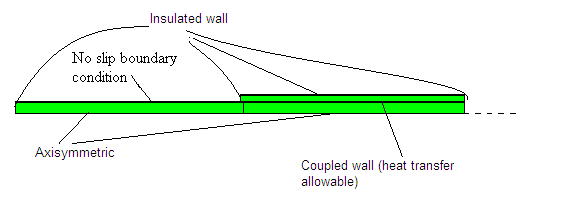 Insulated wall
No slip boundary
condition
Axisymmetric
Coupled wall (heat transfer
allowable)